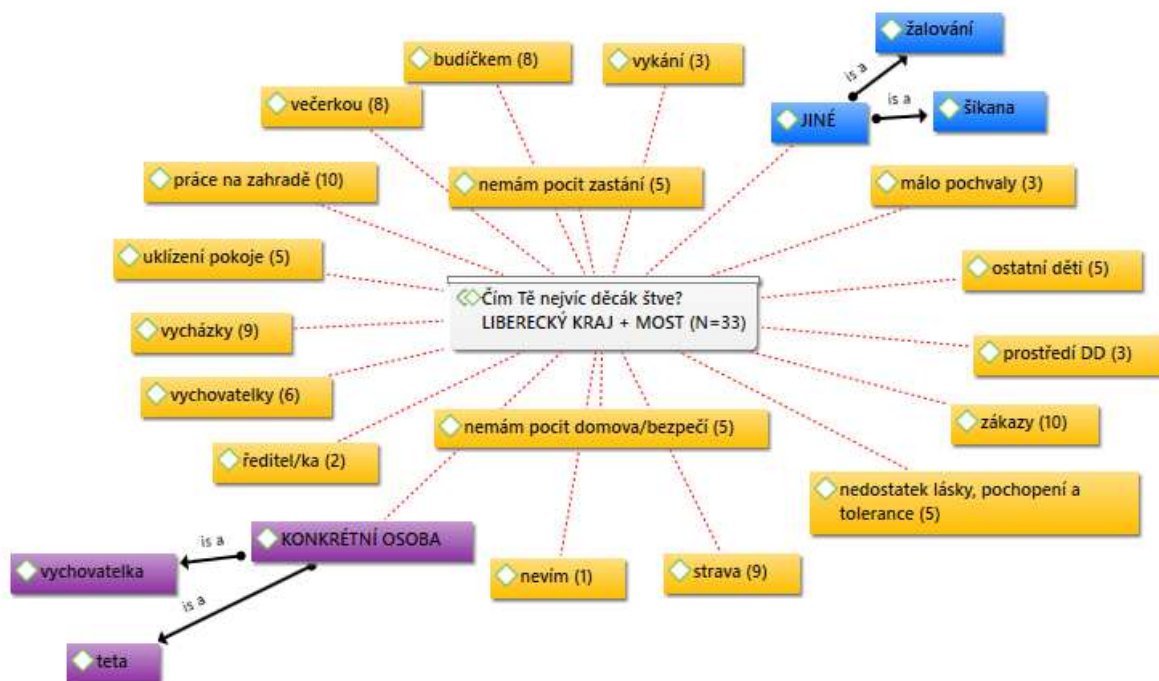 žalování
budíčkem (8)
vykání (3)
is a
večerkou (8)
JINÉ
is a
šikana
práce na zahradě (10)
nemám pocit zastání (5)
málo pochvaly (3)
uklízení pokoje (5)
ostatní děti (5)
Čím Tě nejvíc děcák štve?
LIBERECKÝ KRAJ + MOST (N=33)
vycházky (9)
prostředí DD (3)
vychovatelky (6)
nemám pocit domova/bezpečí (5)
zákazy (10)
ředitel/ka (2)
nedostatek lásky, pochopení a
tolerance (5)
KONKRÉTNÍ OSOBA
is a
vychovatelka
nevím (1)
strava (9)
is a
teta